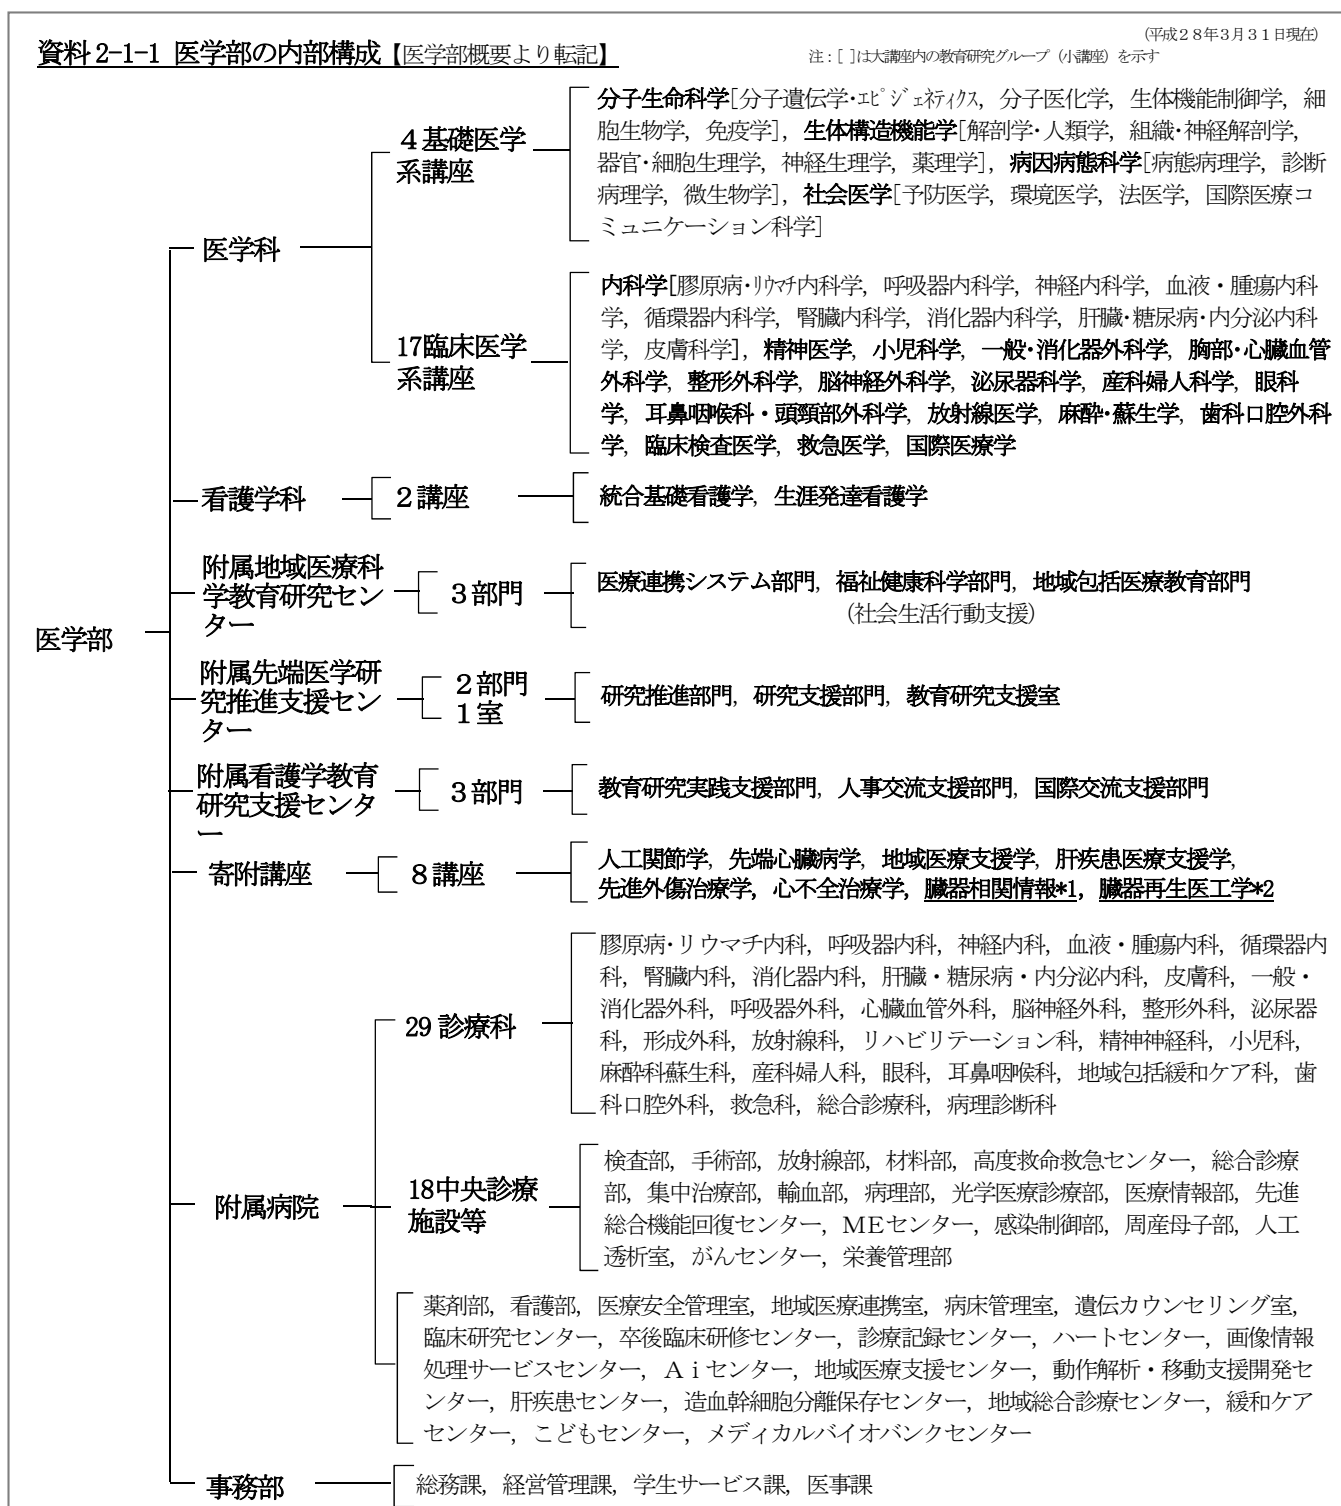 (平成28年3月31日現在)
資料2-1-1 医学部の内部構成【医学部概要より転記】
注：[ ]は大講座内の教育研究グループ（小講座）を示す
医学部
医学科
4基礎医学
系講座
分子生命科学[分子遺伝学･エピジェネティクス，分子医化学，生体機能制御学，細
胞生物学，免疫学]，生体構造機能学[解剖学･人類学，組織･神経解剖学，
器官･細胞生理学，神経生理学，薬理学]，病因病態科学[病態病理学，診断
病理学，微生物学]，社会医学[予防医学，環境医学，法医学，国際医療コ
ミュニケーション科学]
17臨床医学
系講座
内科学[膠原病･リウマチ内科学，呼吸器内科学，神経内科学，血液・腫瘍内科
学，循環器内科学，腎臓内科学，消化器内科学，肝臓･糖尿病･内分泌内科
学，皮膚科学]，精神医学，小児科学，一般･消化器外科学，胸部･心臓血管
外科学，整形外科学，脳神経外科学，泌尿器科学，産科婦人科学，眼科
学，耳鼻咽喉科・頭頸部外科学，放射線医学，麻酔･蘇生学，歯科口腔外科
学，臨床検査医学，救急医学，国際医療学
看護学科
2講座
統合基礎看護学，生涯発達看護学
附属地域医療科
学教育研究セン
ター
3部門
医療連携システム部門，福祉健康科学部門，地域包括医療教育部門
(社会生活行動支援)
附属先端医学研
究推進支援セン
ター
2部門
1室
研究推進部門，研究支援部門，教育研究支援室
附属看護学教育
研究支援センタ
ー
3部門
教育研究実践支援部門，人事交流支援部門，国際交流支援部門
寄附講座
8講座
人工関節学，先端心臓病学，地域医療支援学，肝疾患医療支援学，
先進外傷治療学，心不全治療学，臓器相関情報*1，臓器再生医工学*2
附属病院
29診療科
膠原病･リウマチ内科，呼吸器内科，神経内科，血液・腫瘍内科，循環器内
科，腎臓内科，消化器内科，肝臓・糖尿病・内分泌内科，皮膚科，一般・
消化器外科，呼吸器外科，心臓血管外科，脳神経外科，整形外科，泌尿器
科，形成外科，放射線科，リハビリテーション科，精神神経科，小児科，
麻酔科蘇生科，産科婦人科，眼科，耳鼻咽喉科，地域包括緩和ケア科，歯
科口腔外科，救急科，総合診療科，病理診断科
18中央診療
施設等
検査部，手術部，放射線部，材料部，高度救命救急センター，総合診療
部，集中治療部，輸血部，病理部，光学医療診療部，医療情報部，先進
総合機能回復センター，MEセンター，感染制御部，周産母子部，人工
透析室，がんセンター，栄養管理部
薬剤部，看護部，医療安全管理室，地域医療連携室，病床管理室，遺伝カウンセリング室，
臨床研究センター，卒後臨床研修センター，診療記録センター，ハートセンター，画像情報
処理サービスセンター，Aiセンター，地域医療支援センター，動作解析・移動支援開発セ
ンター，肝疾患センター，造血幹細胞分離保存センター，地域総合診療センター，緩和ケア
センター，こどもセンター，メディカルバイオバンクセンター
事務部
総務課，経営管理課，学生サービス課，医事課